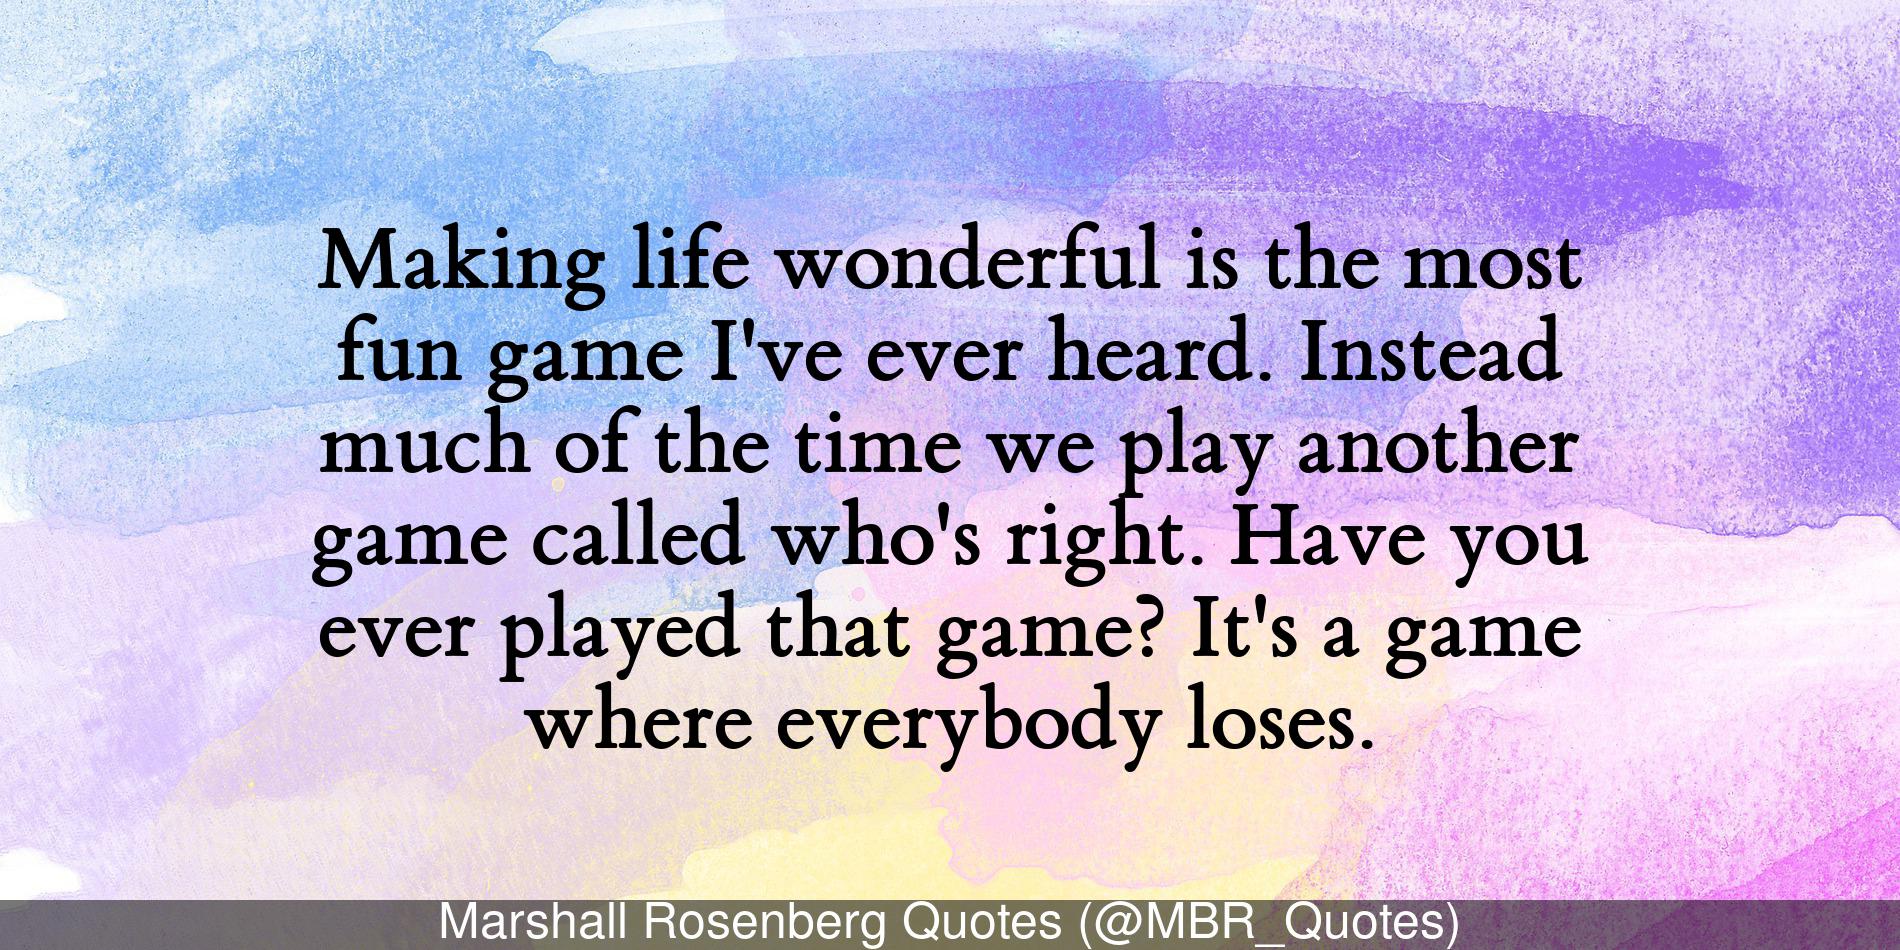 Making life wonderful is the most
fun game I've ever heard. Instead
much of the time we play another
game called who's right. Have you
ever played that game? It's a game
where everybody loses.
Marshall Rosenberg Quotes (@MBR_Quotes)